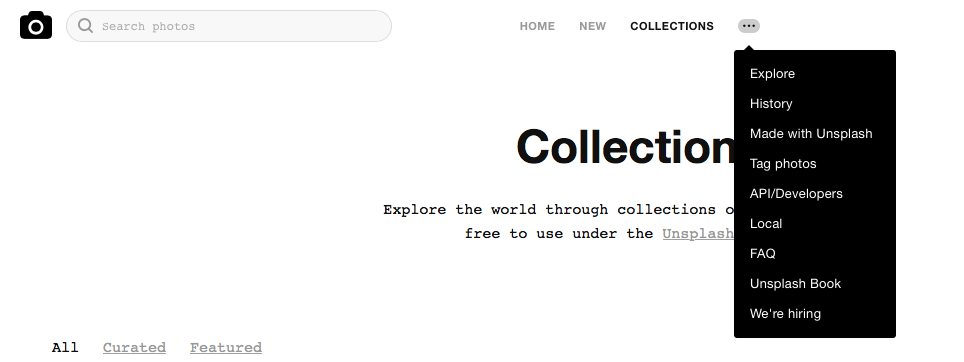 Search photos
HOME NEW COLLECTIONS
Explore
History
Made with Unsplash
Tag photos
API/Developers
Local
FAQ
Unsplash Book
We're hiring
Collection
Explore the world through collections
free to use under the Unsplash
All Curated Featured